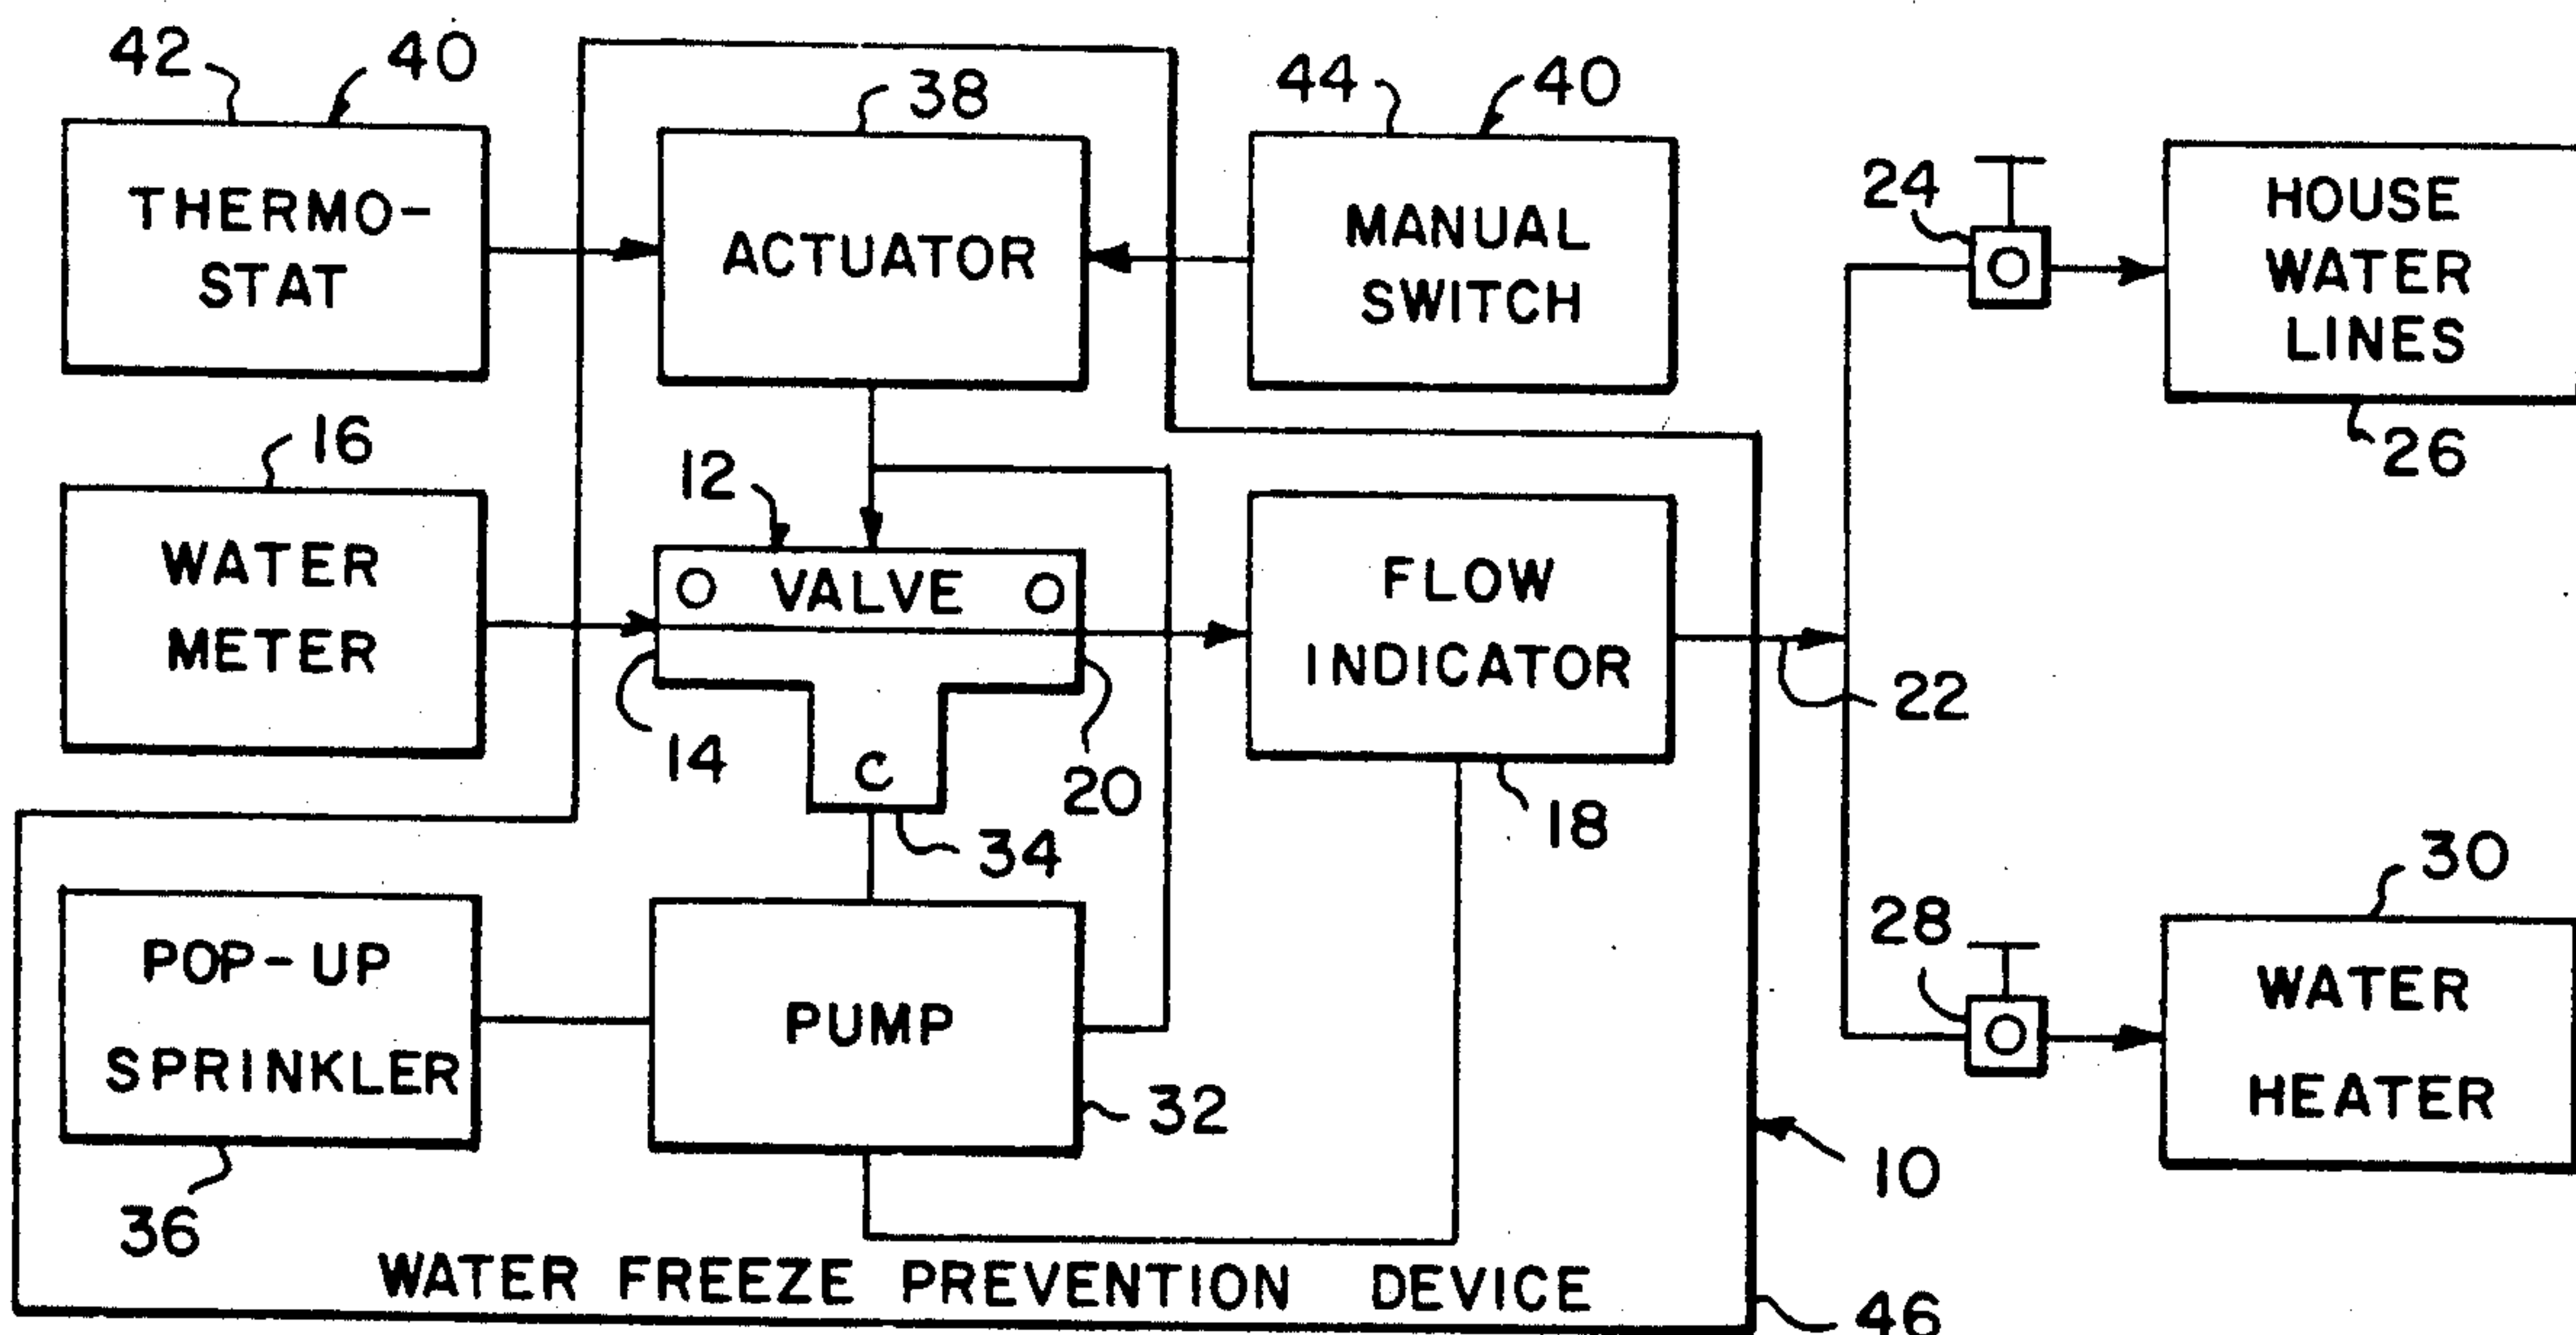 42
40
THERMO-
STAT
38
ACTUATOR
44
40
MANUAL
SWITCH
24
HOUSE
WATER
LINES
26
16
WATER
METER
12
O VALVE O
14
C
20
34
FLOW
INDICATOR
18
22
POP-UP
SPRINKLER
36
PUMP
32
28
30
WATER
HEATER
10
WATER FREEZE PREVENTION DEVICE
46